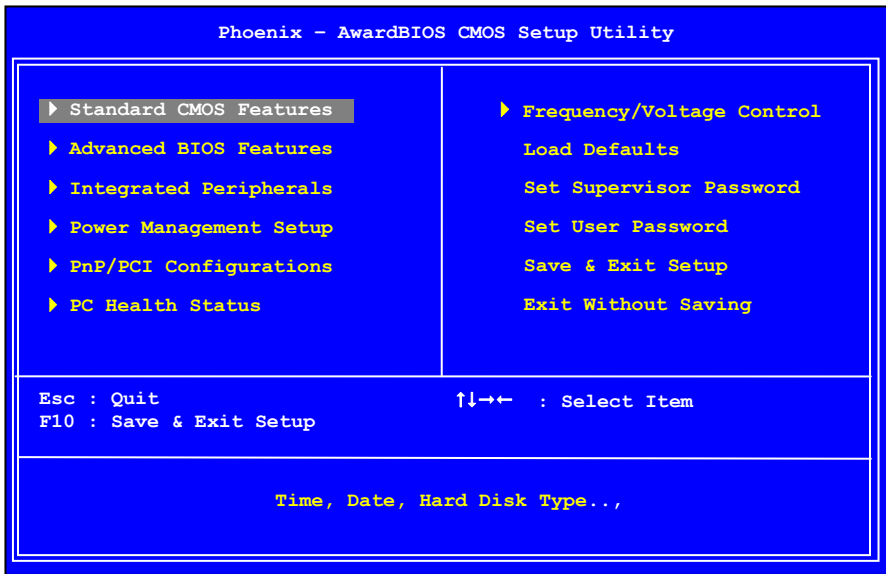 Phoenix – AwardBIOS CMOS Setup Utility
Standard CMOS Features
Advanced BIOS Features
Integrated Peripherals
Power Management Setup
PnP/PCI Configurations
PC Health Status
Frequency/Voltage Control
Load Defaults
Set Supervisor Password
Set User Password
Save & Exit Setup
Exit Without Saving
Esc : Quit
F10 : Save & Exit Setup
↑↓→← : Select Item
Time, Date, Hard Disk Type..,